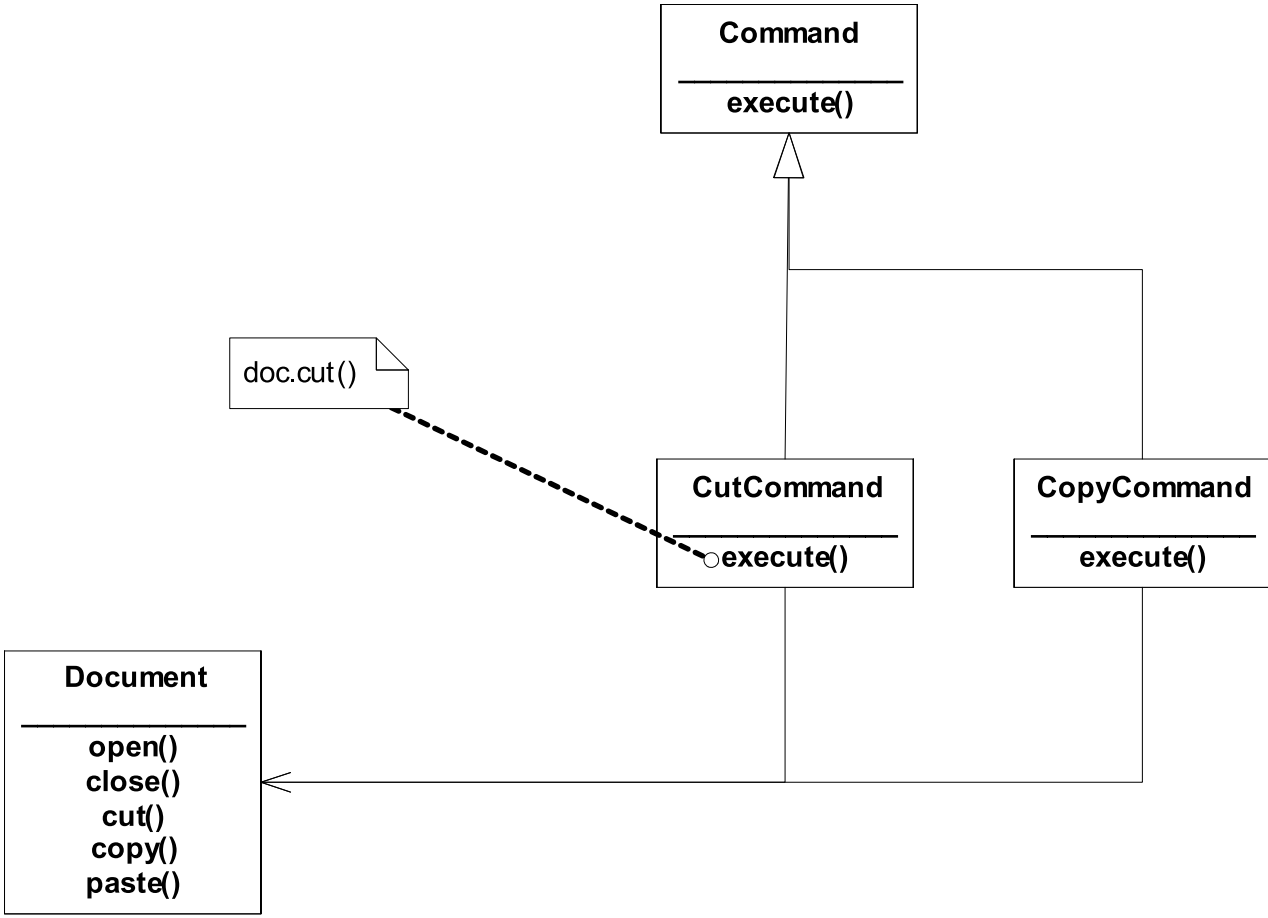 Command
execute()
doc.cut()
CutCommand
execute()
CopyCommand
execute()
Document
open()
close()
cut()
copy()
paste()